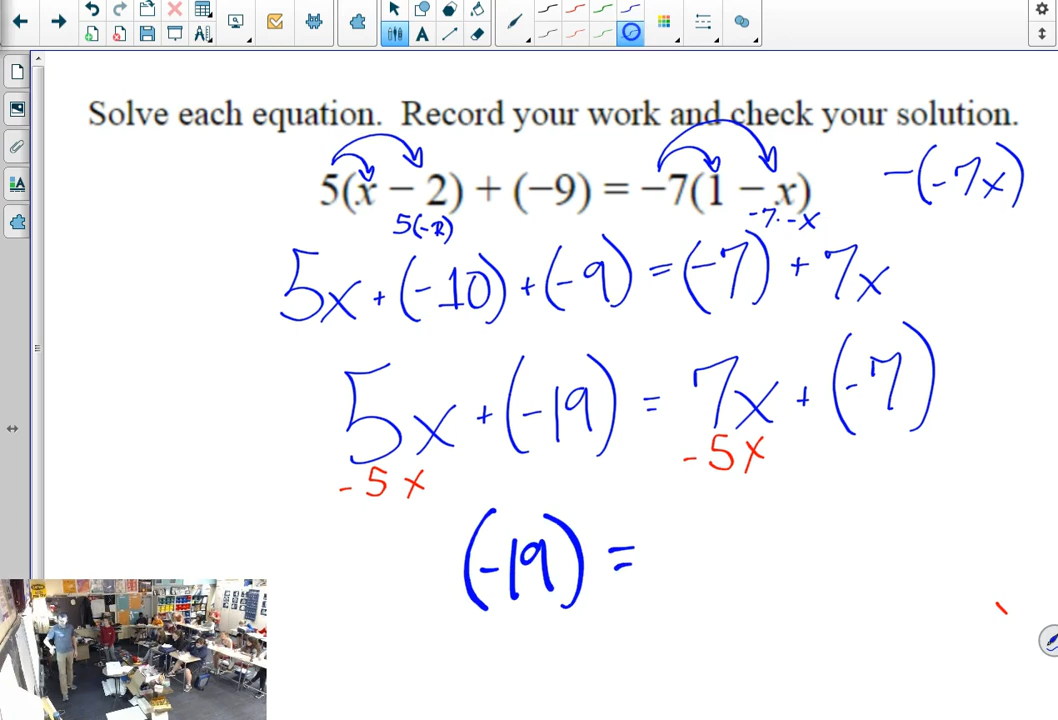 Solve each equation. Record your work and check your solution.
5(x − 2) + (−9) = −7(1 − x)
-(-7x)
5(-2)
-7·-x
5x + (-10) + (-9) = (-7) + 7x
5x + (-19) = 7x + (-7)
-5x -5x
(-19) =